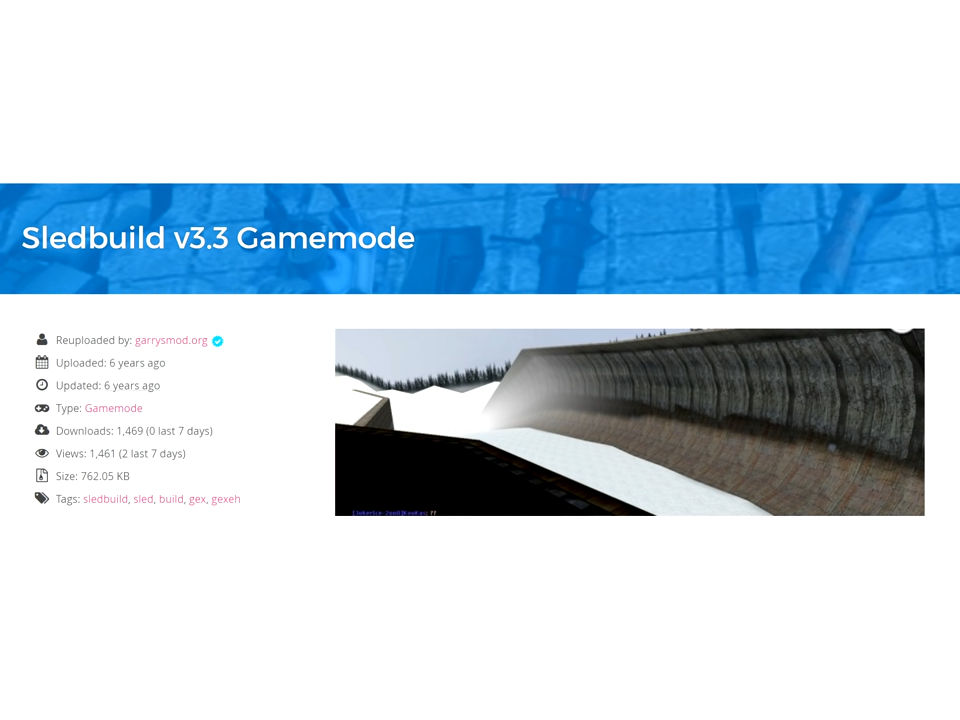 Sledbuild v3.3 Gamemode
Reuploaded by: garrysmod.org
Uploaded: 6 years ago
Updated: 6 years ago
Type: Gamemode
Downloads: 1,469 (0 last 7 days)
Views: 1,461 (2 last 7 days)
Size: 762.05 KB
Tags: sledbuild, sled, build, gex, gexeh